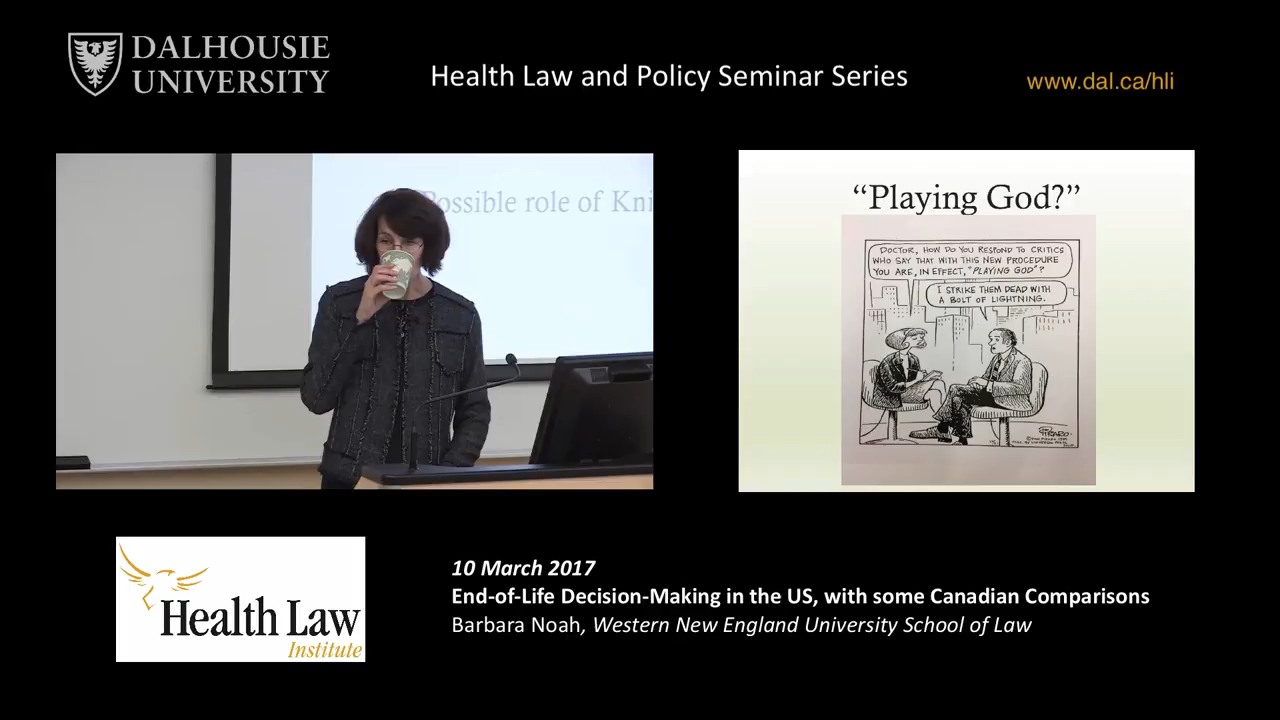 DALHOUSIE
UNIVERSITY
Health Law and Policy Seminar Series
www.dal.ca/hli
Possible role of Kni
“Playing God?”
DOCTOR, HOW DO YOU RESPOND TO CRITICS
WHO SAY THAT WITH THIS NEW PROCEDURE
YOU ARE, IN EFFECT, “PLAYING GOD”?
I STRIKE THEM DEAD WITH
A BOLT OF LIGHTNING.
Health Law
Institute
10 March 2017
End-of-Life Decision-Making in the US, with some Canadian Comparisons
Barbara Noah, Western New England University School of Law